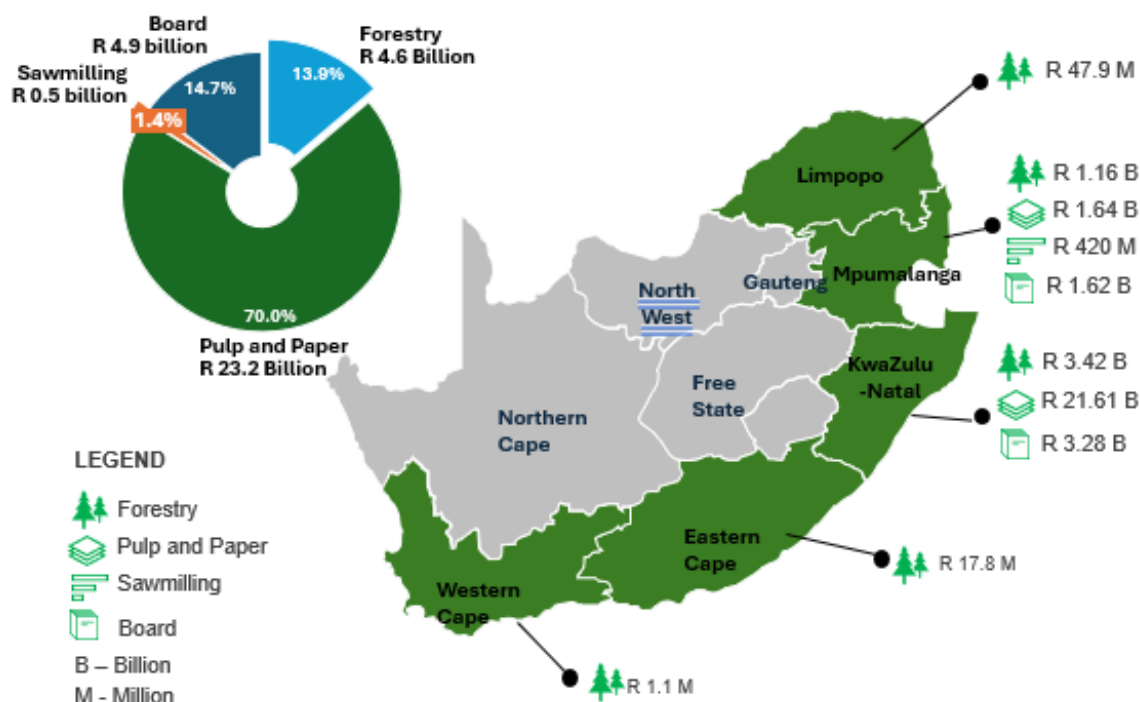 Board
R 4.9 billion
Forestry
R 4.6 Billion
Sawmilling
R 0.5 billion
14.7%
13.9%
1.4%
70.0%
Pulp and Paper
R 23.2 Billion
R 47.9 M
Limpopo
R 1.16 B
R 1.64 B
R 420 M
R 1.62 B
Mpumalanga
Gauteng
North
West
KwaZulu
-Natal
R 3.42 B
R 21.61 B
R 3.28 B
Free
State
Northern
Cape
Eastern
Cape
R 17.8 M
Western
Cape
R 1.1 M
LEGEND
Forestry
Pulp and Paper
Sawmilling
Board
B – Billion
M - Million